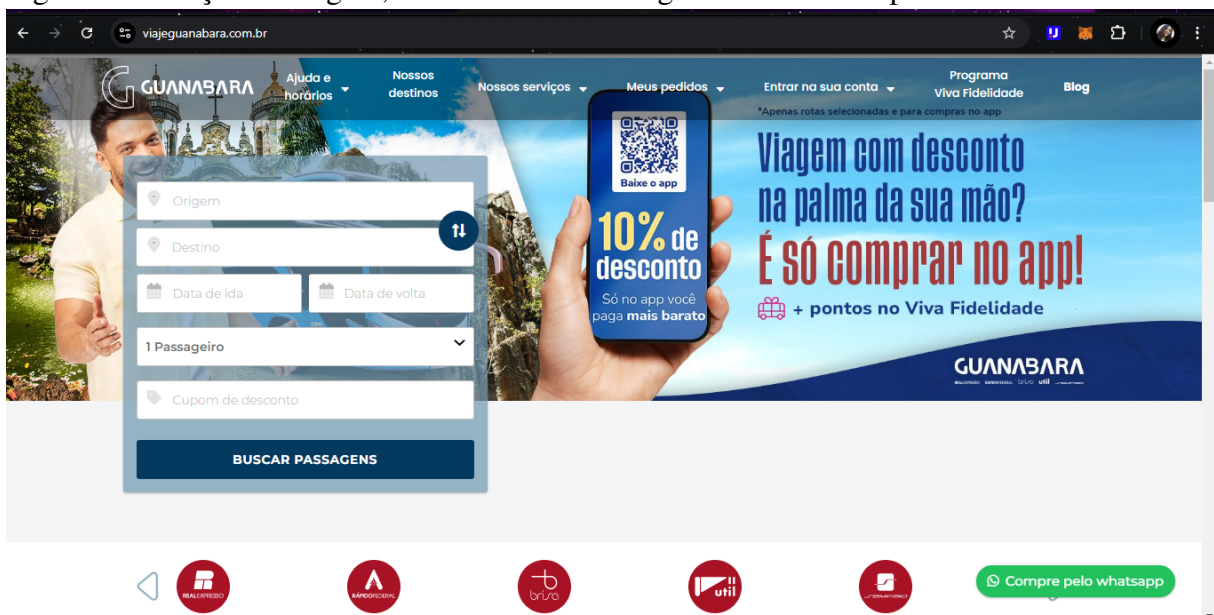 viajeguanabara.com.br
GUANABARA
Ajuda e
horários
Nossos
destinos
Nossos serviços
Meus pedidos
Entrar na sua conta
Programa
Viva Fidelidade
Blog
*Apenas rotas selecionadas e para compras no app
Origem
Destino
Data de ida
Data de volta
1 Passageiro
Cupom de desconto
BUSCAR PASSAGENS
Baixe o app
10% de
desconto
Só no app você
paga mais barato
Viagem com desconto
na palma da sua mão?
É só comprar no app!
+ pontos no Viva Fidelidade
GUANABARA
brisa util
REALEXPRESSO
RÁPIDOFEDERAL
brisa
util
SAMPAIO
Compre pelo whatsapp